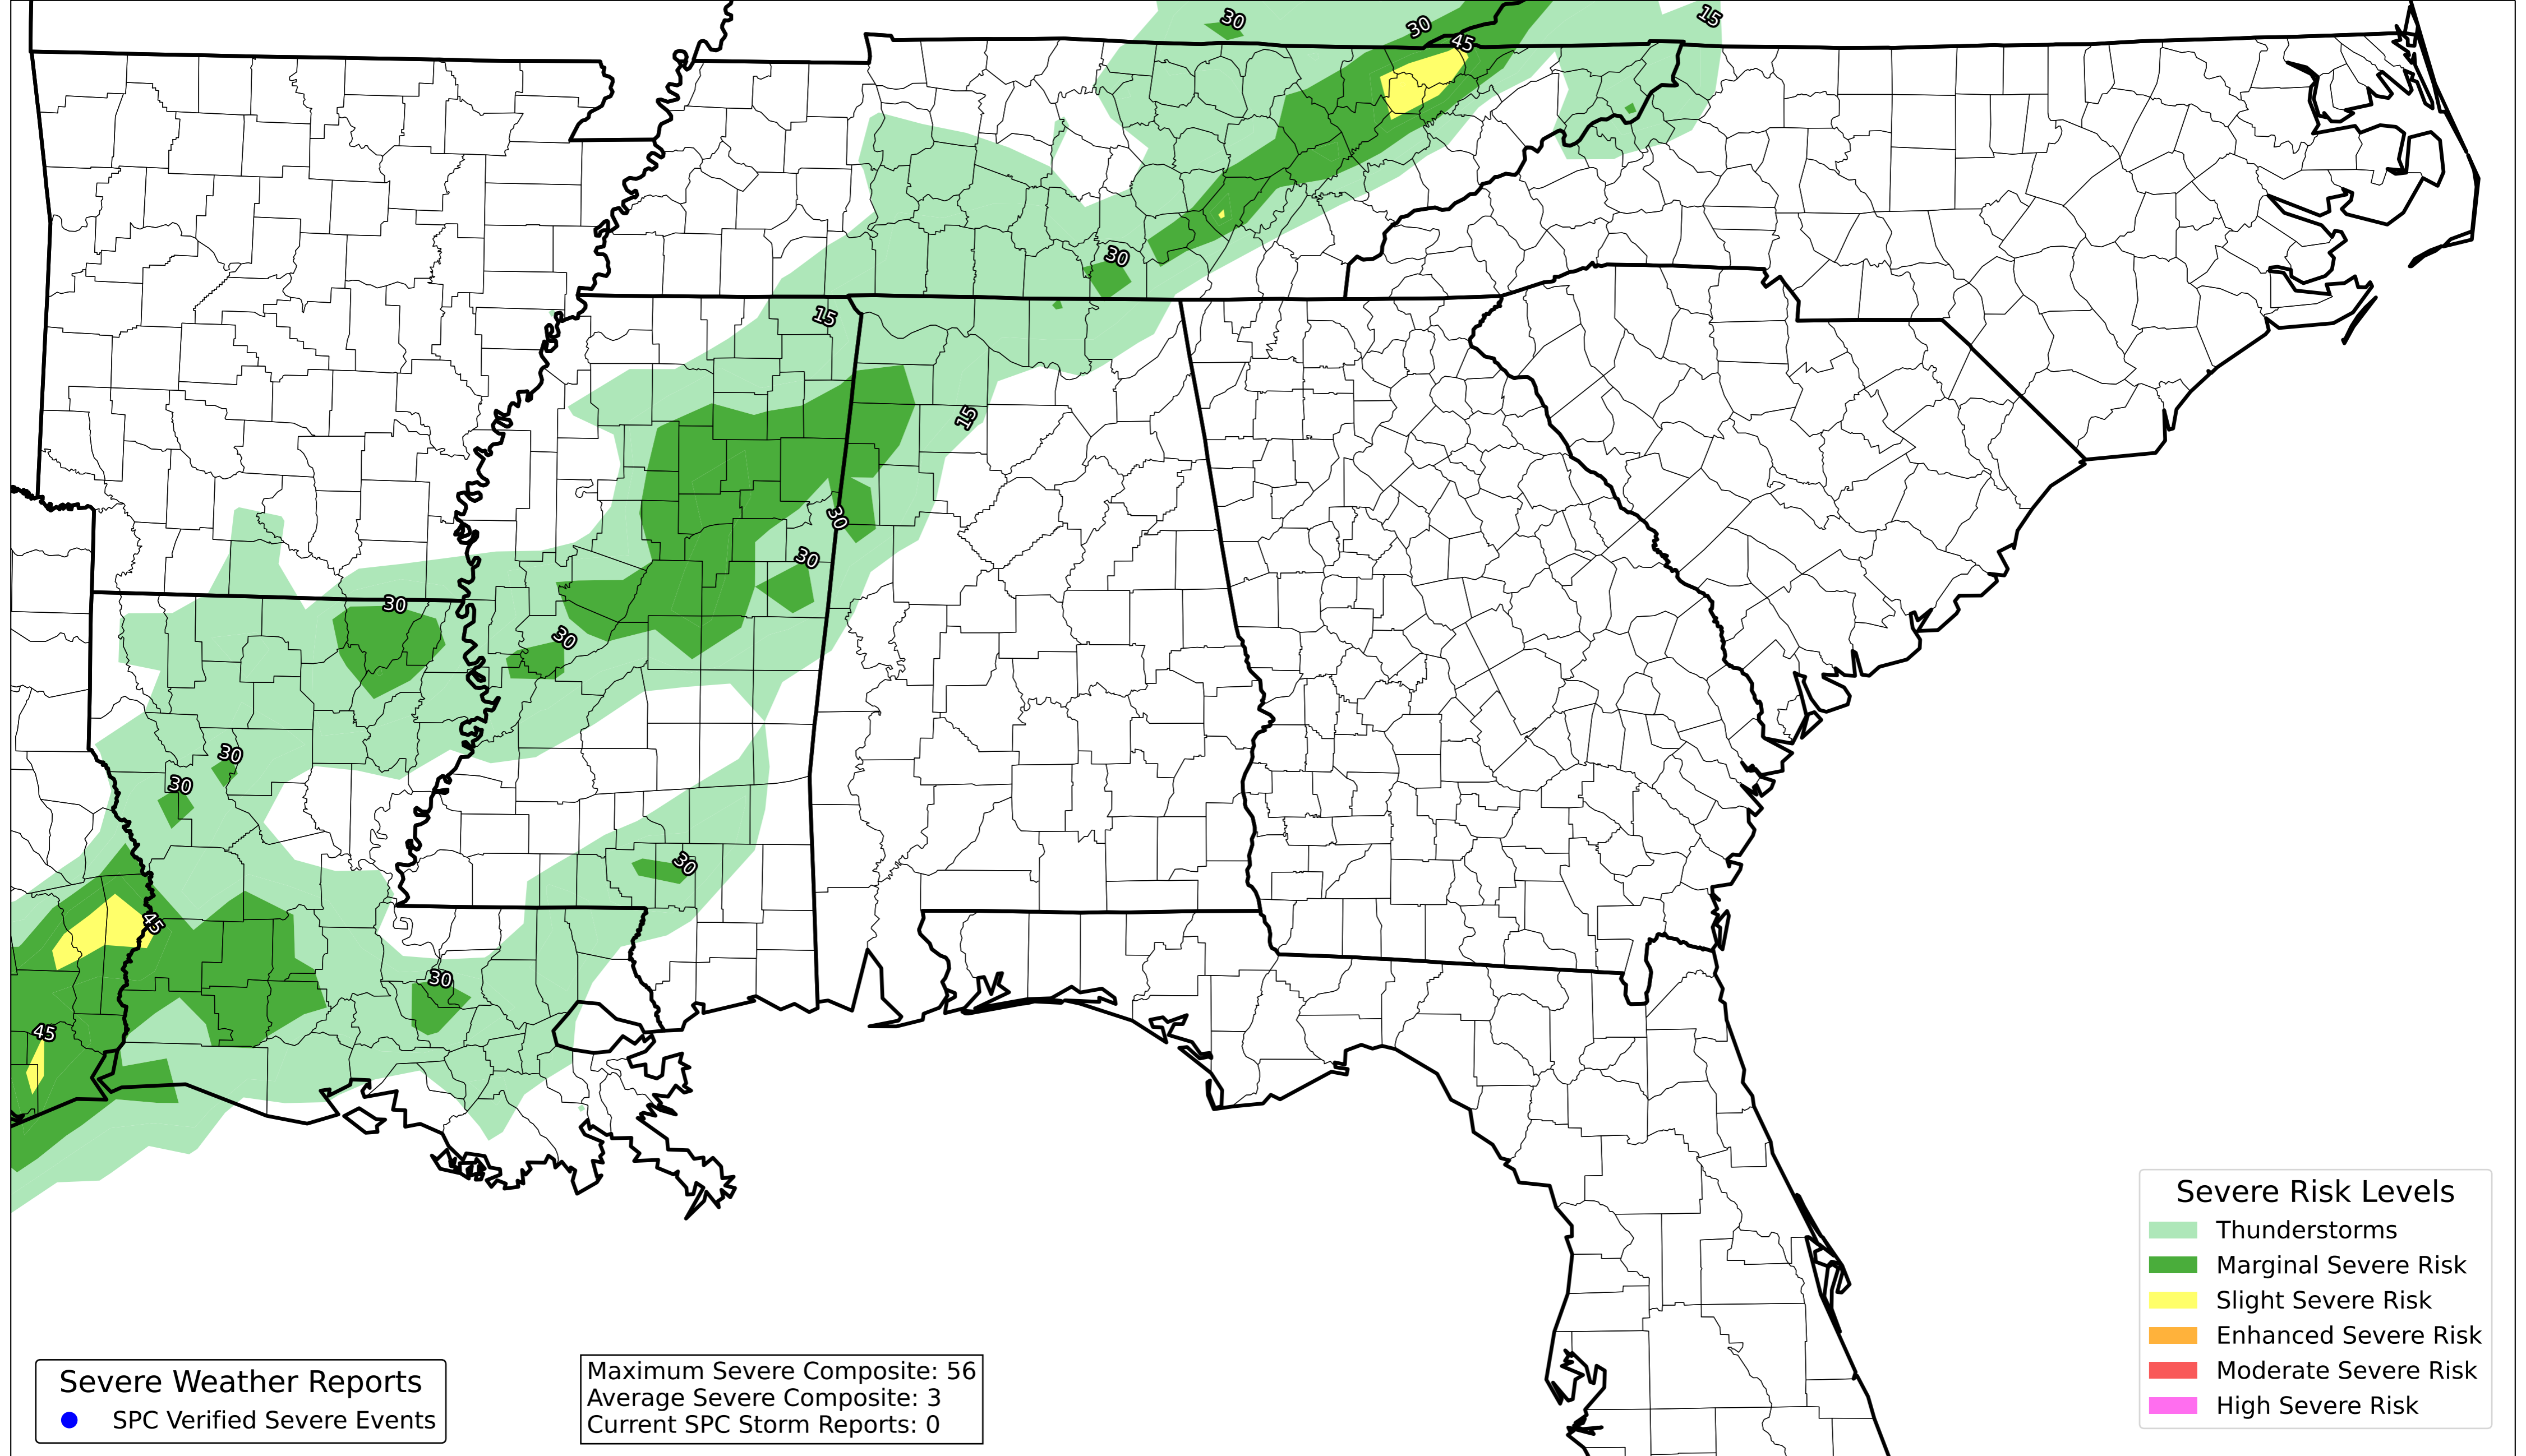 30
30
15
45
30
15
15
30
30
30
30
30
30
30
45
30
45
Severe Risk Levels
Thunderstorms
Marginal Severe Risk
Slight Severe Risk
Enhanced Severe Risk
Moderate Severe Risk
High Severe Risk
Severe Weather Reports
SPC Verified Severe Events
Maximum Severe Composite: 56
Average Severe Composite: 3
Current SPC Storm Reports: 0